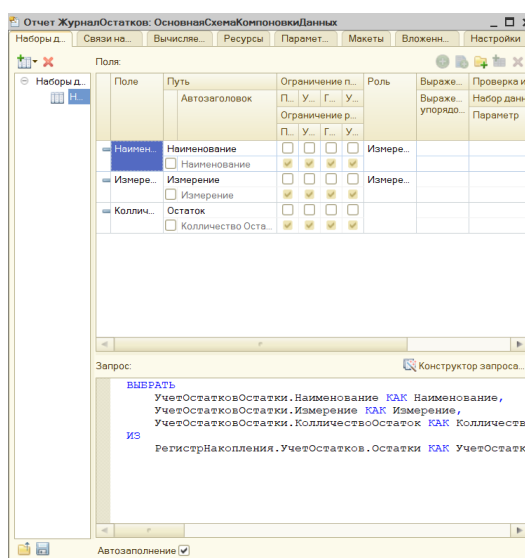 Отчет ЖурналОстатков: ОсновнаяСхемаКомпоновкиДанных
Наборы д... Связи на... Вычисляе... Ресурсы Парамет... Макеты Вложенн... Настройки
Поля:
Наборы д...
Н...
Поле Путь Ограничение п... Роль Выраже... Проверка и
Автозаголовок П... У... Г... У... Выраже... упорядо... Набор данн
Ограничение р... Параметр
П... У... Г... У...
Наимен... Наименование Измере...
Наименование
Измере... Измерение Измере...
Измерение
Коллич... Остаток
Колличество Оста...
Запрос: Конструктор запроса...
ВЫБРАТЬ
УчетОстатковОстатки.Наименование КАК Наименование,
УчетОстатковОстатки.Измерение КАК Измерение,
УчетОстатковОстатки.КолличествоОстаток КАК Колличеств
ИЗ
РегистрНакопления.УчетОстатков.Остатки КАК УчетОстатк
Автозаполнение